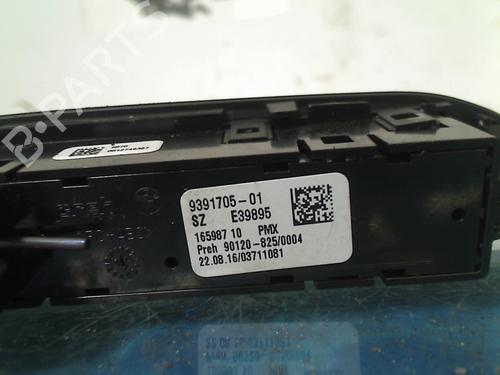 B-PARTS
9391705-01
SZ E39895
165987 10 PMX
Preh 90120-825/0004
22.08.16/03711081